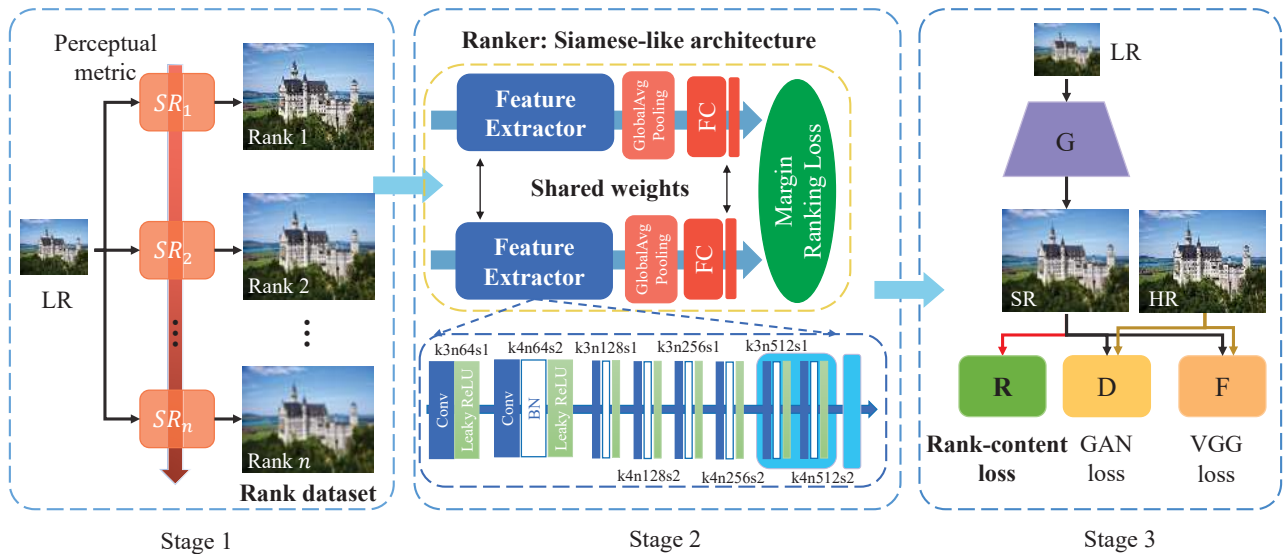 Perceptual
metric
SR₁
Rank 1
LR
SR₂
Rank 2
SRₙ
Rank n
Rank dataset
Stage 1
Ranker: Siamese-like architecture
Feature
Extractor
GlobalAvg
Pooling
FC
Shared weights
Feature
Extractor
GlobalAvg
Pooling
FC
Margin
Ranking Loss
k3n64s1
k4n64s2
k3n128s1
k3n256s1
k3n512s1
Conv
Leaky ReLU
Conv
BN
Leaky ReLU
k4n128s2
k4n256s2
k4n512s2
Stage 2
LR
G
SR
HR
R
D
F
Rank-content
loss
GAN
loss
VGG
loss
Stage 3